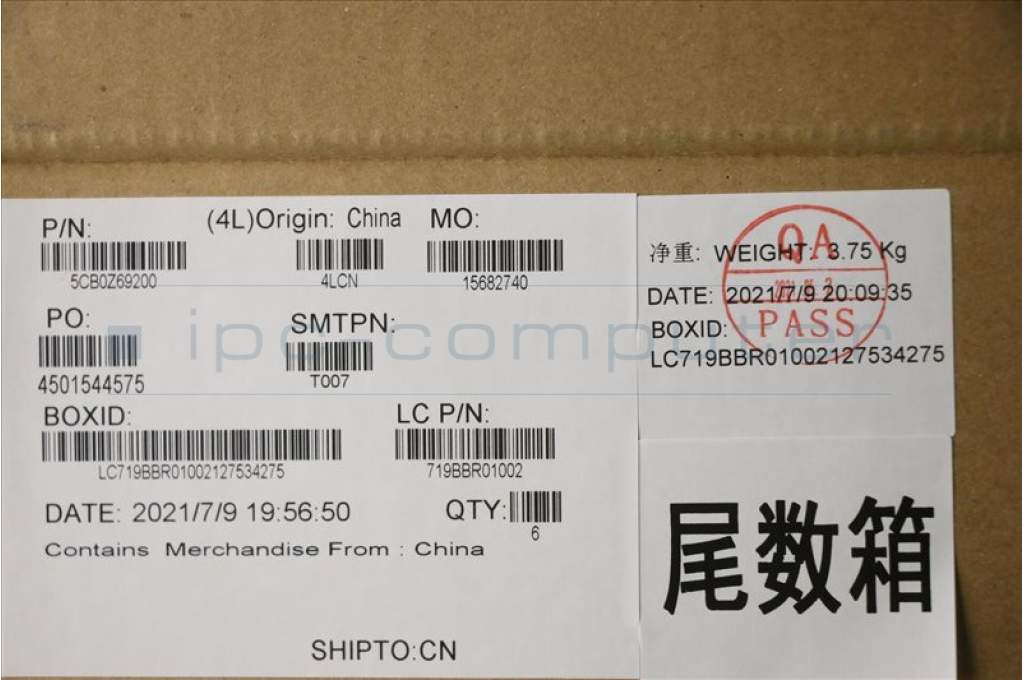 P/N:
5CB0Z69200
(4L)Origin: China
4LCN
MO:
15682740
PO:
4501544575
SMTPN:
T007
BOXID:
LC719BBR01002127534275
LC P/N:
719BBR01002
DATE: 2021/7/9 19:56:50
QTY:
6
Contains Merchandise From : China
SHIPTO:CN
净重: WEIGHT: 3.75 Kg
DATE: 2021/7/9 20:09:35
BOXID:
LC719BBR01002127534275
QA
PASS
尾数箱
ipc-computer